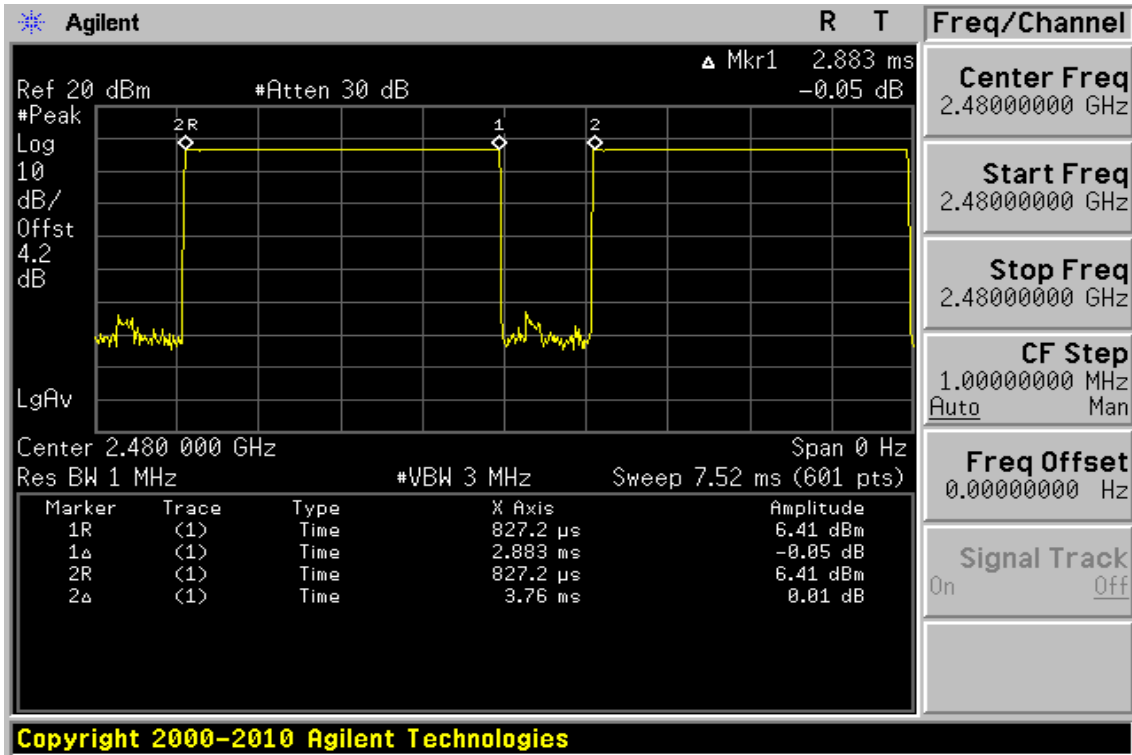 Agilent R T
Δ Mkr1 2.883 ms
Ref 20 dBm #Atten 30 dB -0.05 dB
#Peak
Log
10
dB/
Offst
4.2
dB
LgAv
2R 1 2
Center 2.480 000 GHz Span 0 Hz
Res BW 1 MHz #VBW 3 MHz Sweep 7.52 ms (601 pts)
Marker Trace Type X Axis Amplitude
1R (1) Time 827.2 µs 6.41 dBm
1Δ (1) Time 2.883 ms -0.05 dB
2R (1) Time 827.2 µs 6.41 dBm
2Δ (1) Time 3.76 ms 0.01 dB
Freq/Channel
Center Freq
2.48000000 GHz
Start Freq
2.48000000 GHz
Stop Freq
2.48000000 GHz
CF Step
1.00000000 MHz
Auto Man
Freq Offset
0.00000000 Hz
Signal Track
On Off
Copyright 2000-2010 Agilent Technologies